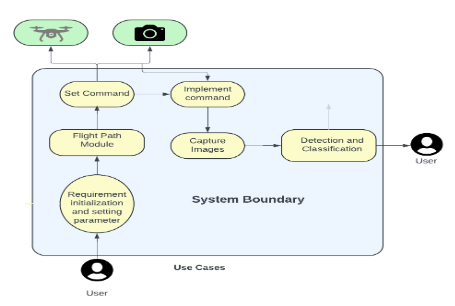 Set Command
Implement
command
Flight Path
Module
Capture
Images
Detection and
Classification
User
Requirement
initialization
and setting
parameter
System Boundary
Use Cases
User